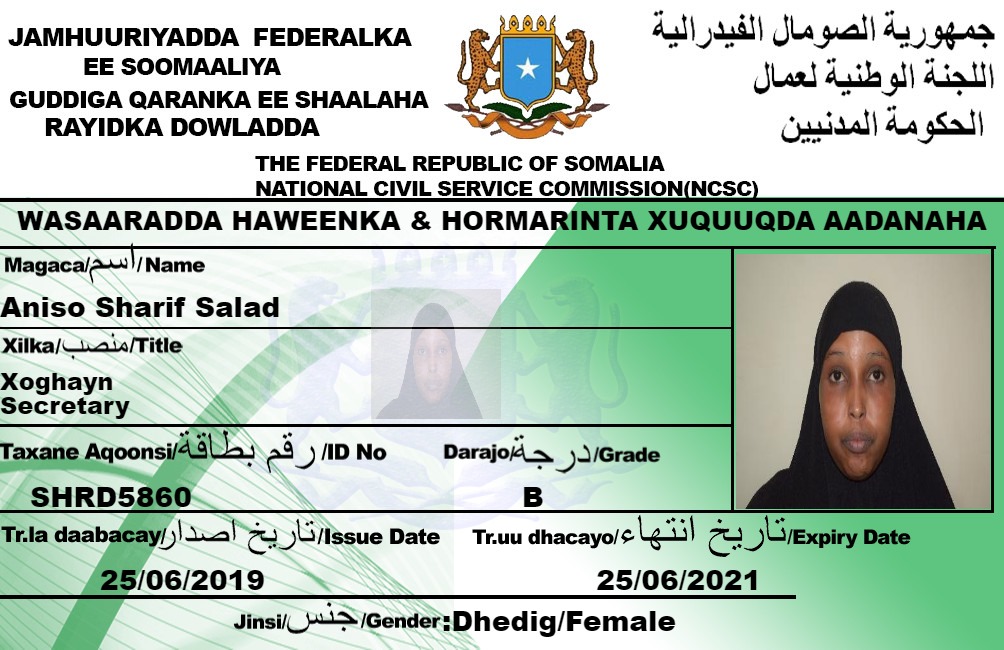 JAMHUURIYADDA FEDERALKA
EE SOOMAALIYA
GUDDIGA QARANKA EE SHAALAHA
RAYIDKA DOWLADDA
جمهورية الصومال الفيدرالية
اللجنة الوطنية لعمال
الحكومة المدنيين
THE FEDERAL REPUBLIC OF SOMALIA
NATIONAL CIVIL SERVICE COMMISSION(NCSC)
WASAARADDA HAWEENKA & HORMARINTA XUQUUQDA AADANAHA
Magaca/اسم/Name
Aniso Sharif Salad
Xilka/منصب/Title
Xoghayn
Secretary
Taxane Aqoonsi/رقم بطاقة/ID No
SHRD5860
Darajo/درجة/Grade
B
Tr.la daabacay/تاريخ اصدار/Issue Date
25/06/2019
Tr.uu dhacayo/تاريخ انتهاء/Expiry Date
25/06/2021
Jinsi/جنس/Gender:Dhedig/Female